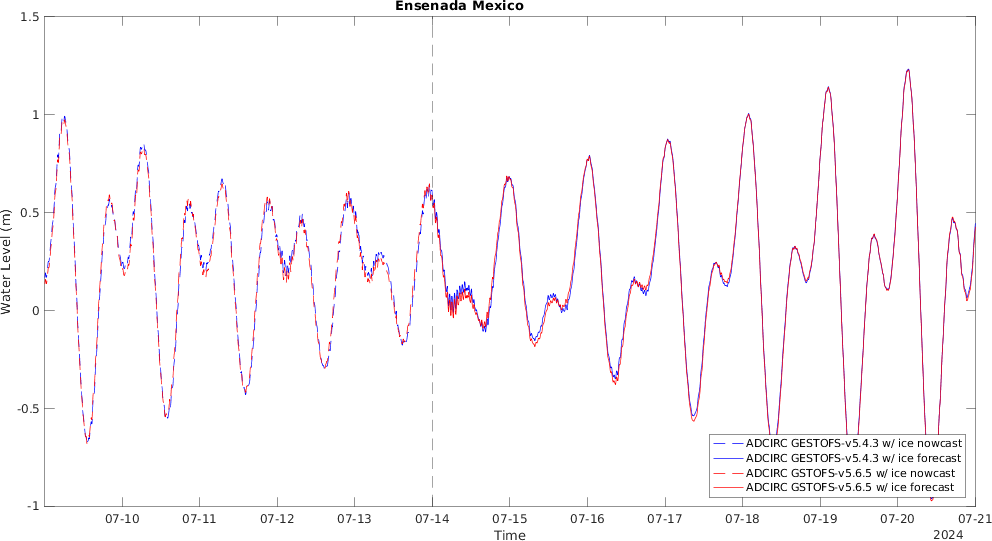 Ensenada Mexico
1.5
1
0.5
0
-0.5
-1
Water Level (m)
07-10 07-11 07-12 07-13 07-14 07-15 07-16 07-17 07-18 07-19 07-20 07-21
Time
2024
ADCIRC GESTOFS-v5.4.3 w/ ice nowcast
ADCIRC GESTOFS-v5.4.3 w/ ice forecast
ADCIRC GSTOFS-v5.6.5 w/ ice nowcast
ADCIRC GSTOFS-v5.6.5 w/ ice forecast